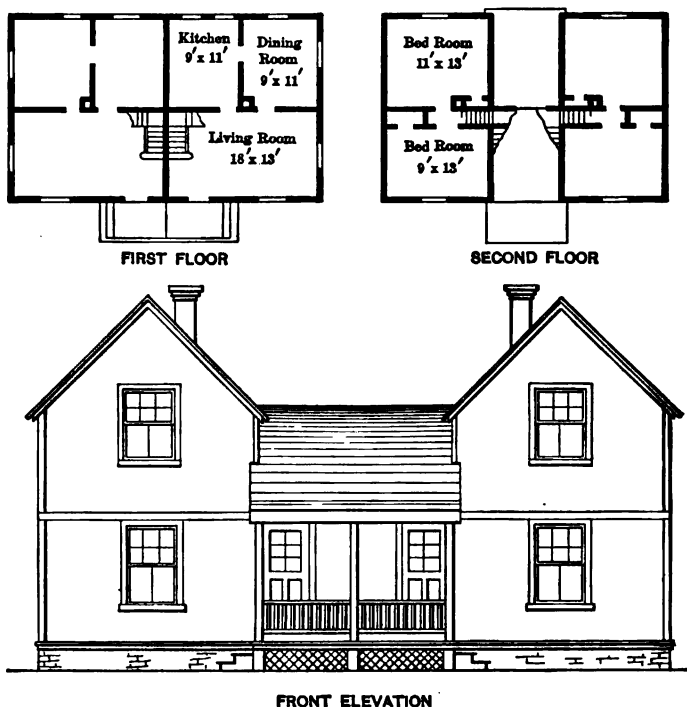 Kitchen
9'x 11'
Dining
Room
9'x 11'
Living Room
18'x 13'
FIRST FLOOR
Bed Room
11'x 13'
Bed Room
9'x 13'
SECOND FLOOR
FRONT ELEVATION